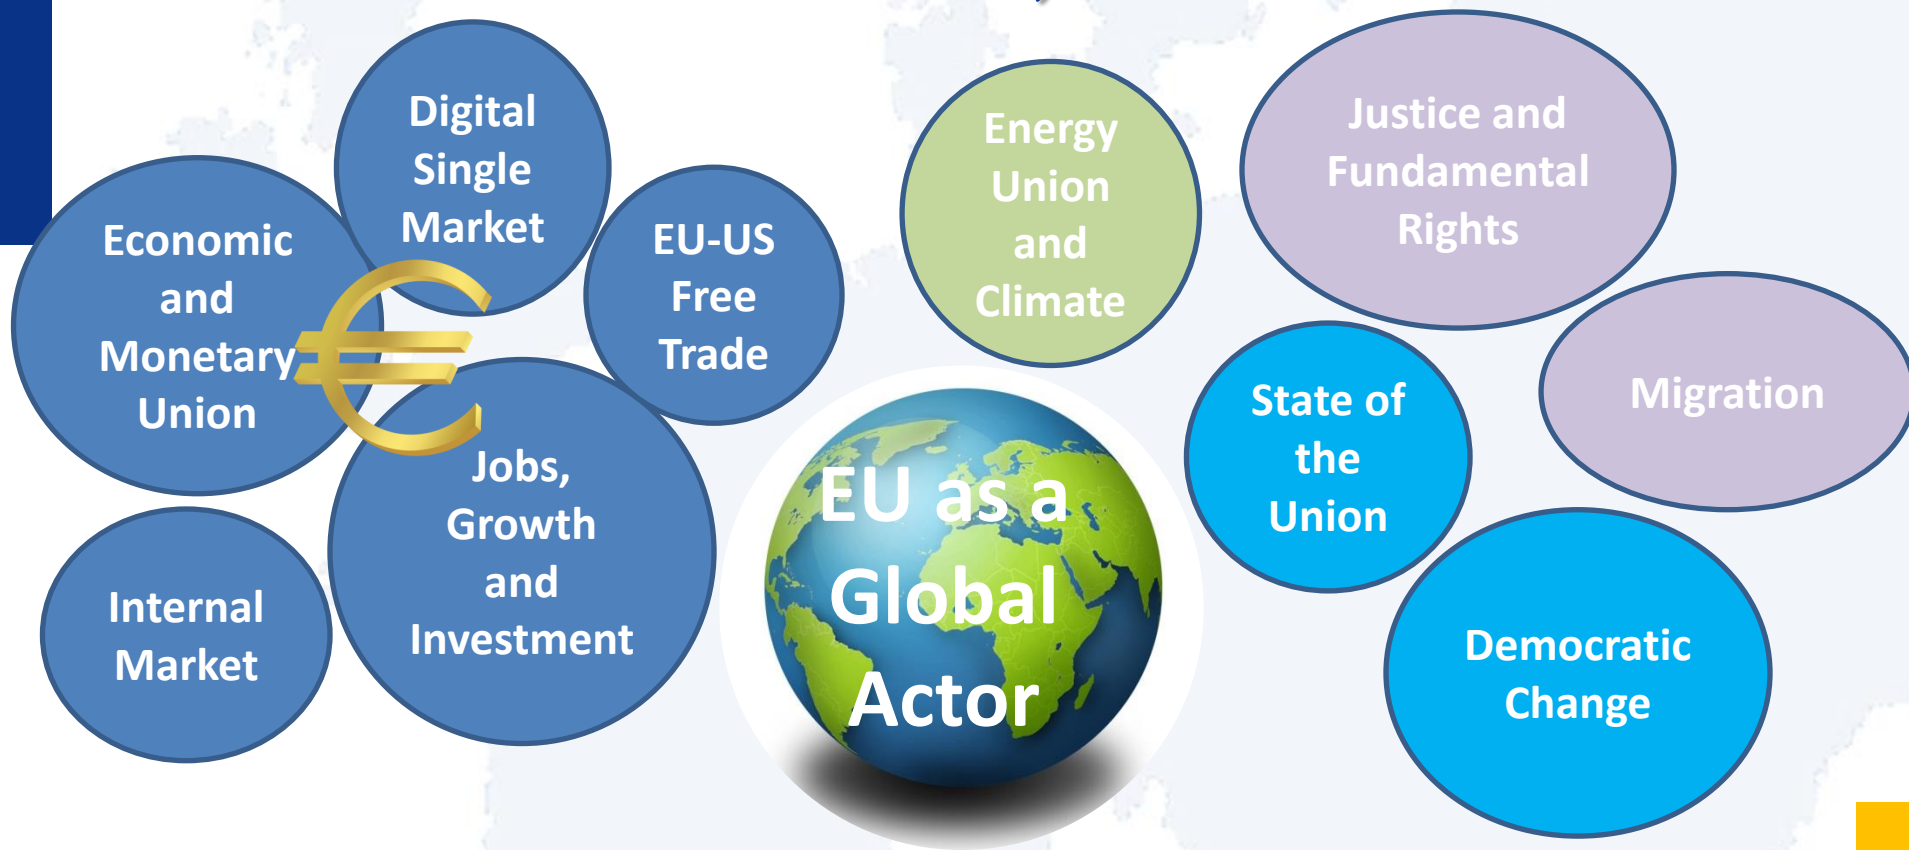 Digital
Single
Market
Economic
and
Monetary
Union
EU-US
Free
Trade
Jobs,
Growth
and
Investment
Internal
Market
Energy
Union
and
Climate
EU as a
Global
Actor
Justice and
Fundamental
Rights
Migration
State of
the
Union
Democratic
Change